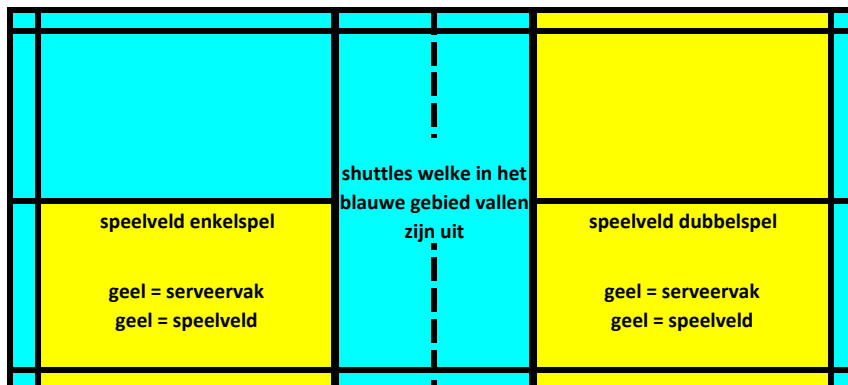 shuttles welke in het
blauwe gebied vallen
zijn uit
speelveld enkelspel
geel = serveervak
geel = speelveld
speelveld dubbelspel
geel = serveervak
geel = speelveld